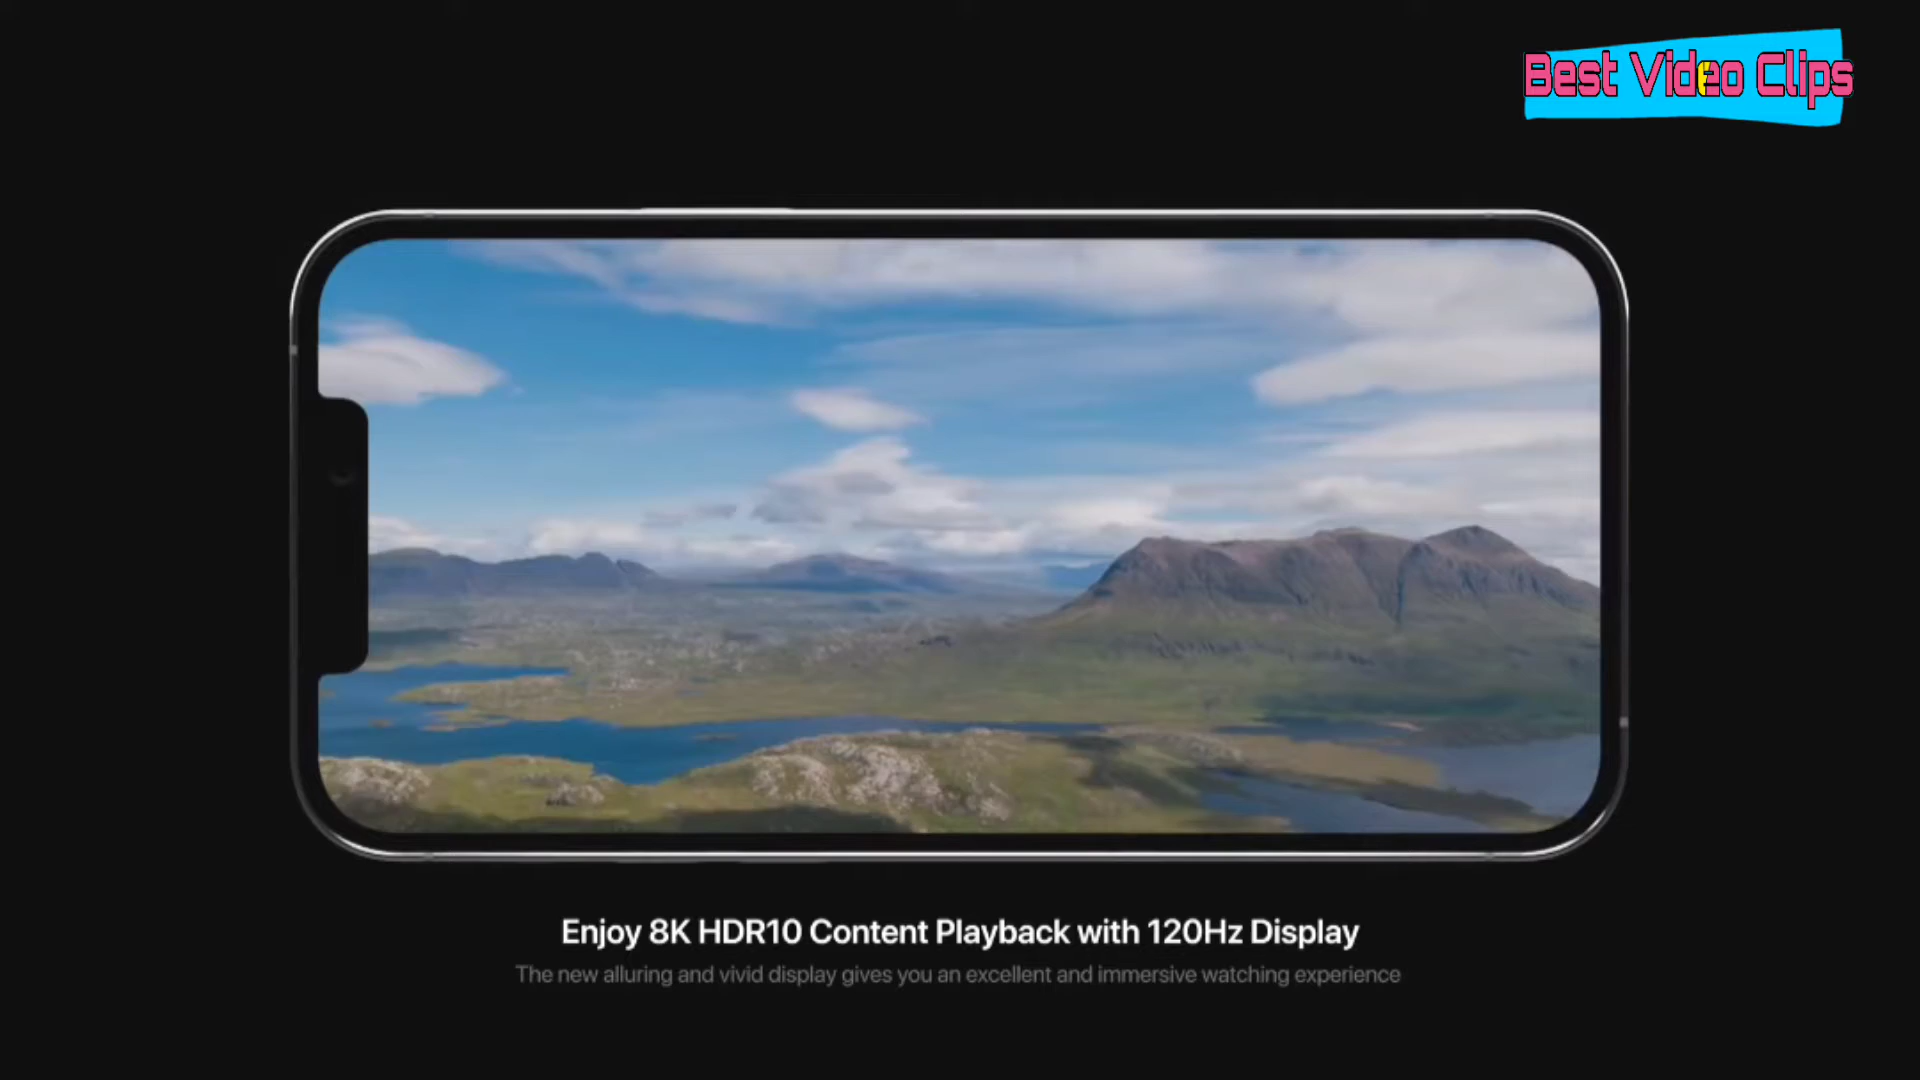 Best Video Clips
Enjoy 8K HDR10 Content Playback with 120Hz Display
The new alluring and vivid display gives you an excellent and immersive watching experience